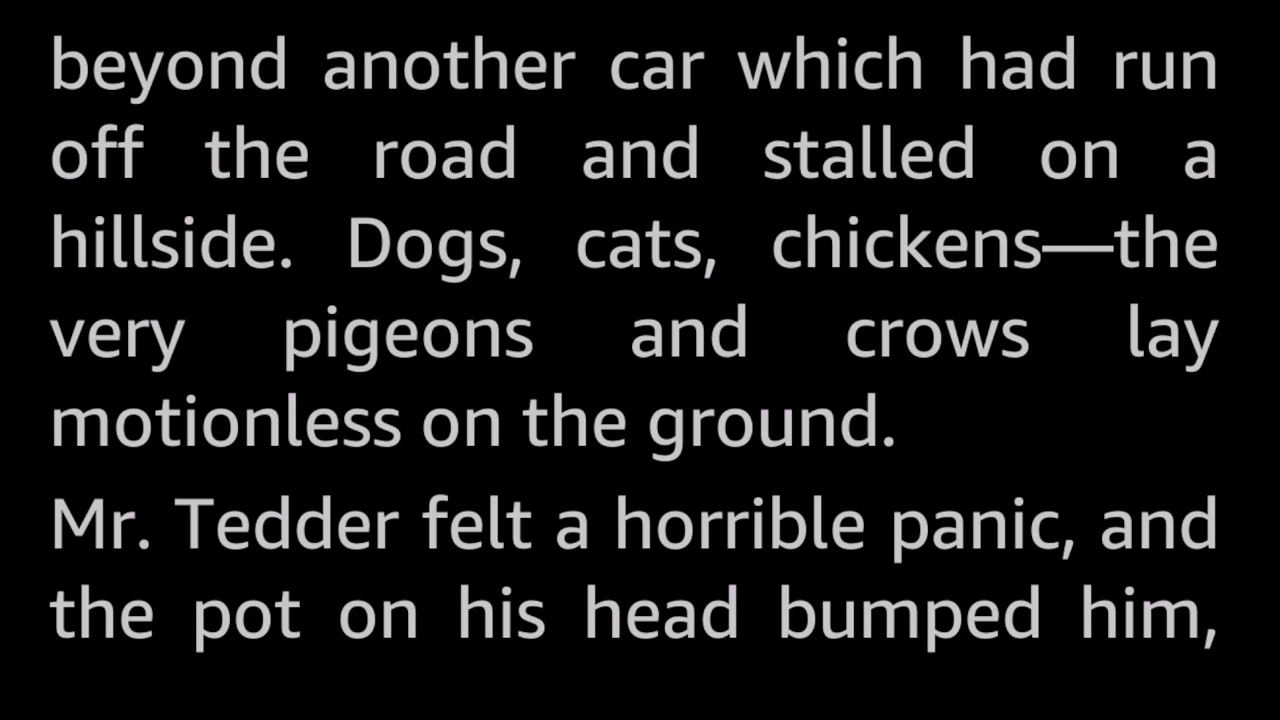 beyond another car which had run
off the road and stalled on a
hillside. Dogs, cats, chickens—the
very pigeons and crows lay
motionless on the ground.
Mr. Tedder felt a horrible panic, and
the pot on his head bumped him,